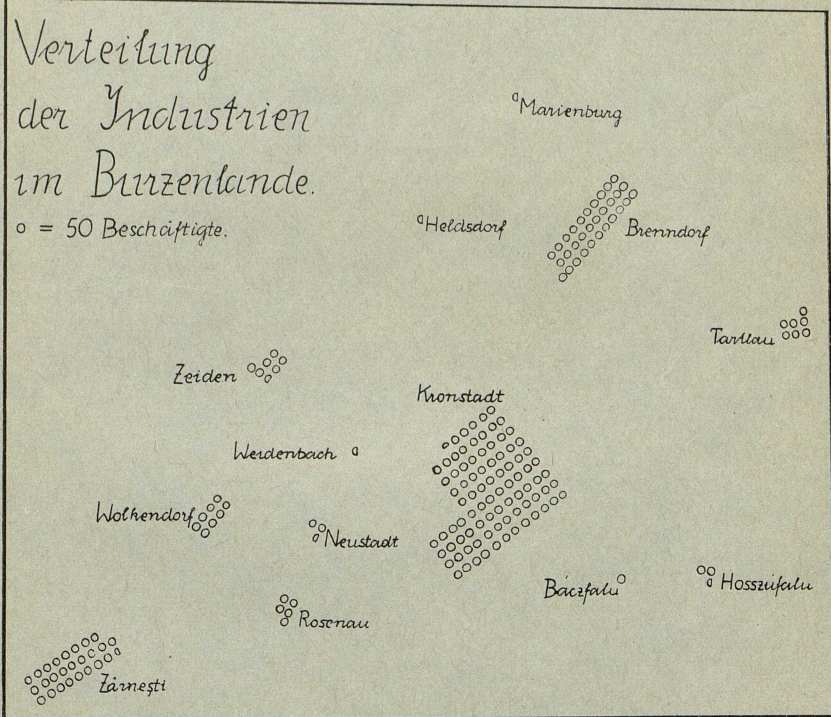 Verteilung
der Industrien
im Burzenlande.
o = 50 Beschäftigte.
Marienburg
Heldsdorf
Brenndorf
Tartlau
Zeiden
Kronstadt
Weidenbach
Wolkendorf
Neustadt
Báczfalu
Hosszúfalu
Rosenau
Zărnești